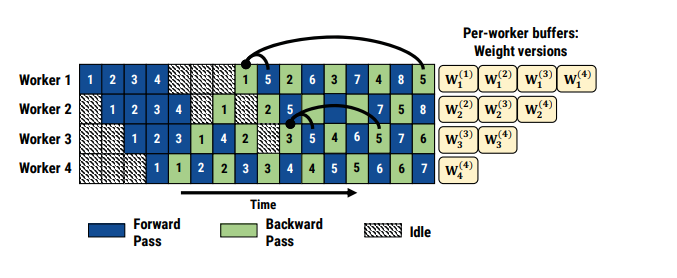 Per-worker buffers:
Weight versions
Worker 1 1 2 3 4 1 5 2 6 3 7 4 8 5 W₁⁽¹⁾ W₁⁽²⁾ W₁⁽³⁾ W₁⁽⁴⁾
Worker 2 1 2 3 4 1 2 5 7 5 8 W₂⁽²⁾ W₂⁽³⁾ W₂⁽⁴⁾
Worker 3 1 2 3 1 4 2 3 5 4 6 5 7 6 W₃⁽³⁾ W₃⁽⁴⁾
Worker 4 1 1 2 2 3 3 4 4 5 5 6 6 7 W₄⁽⁴⁾
Time
Forward
Pass
Backward
Pass
Idle